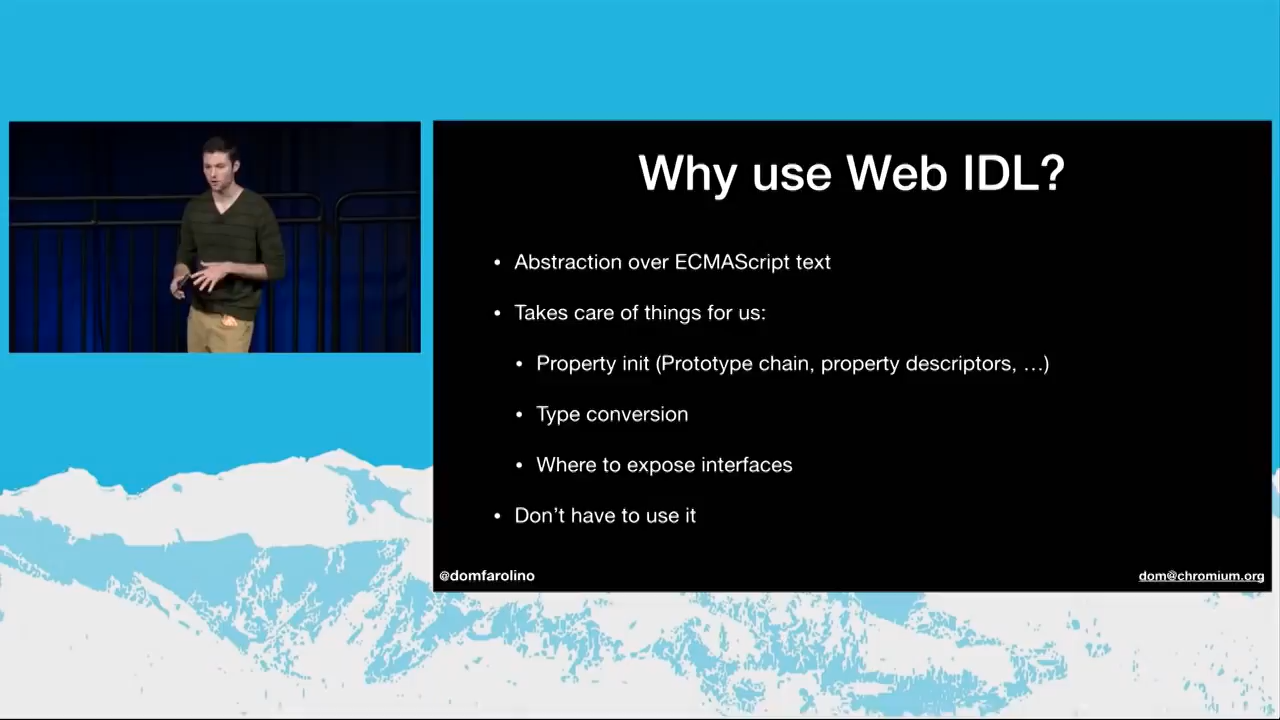 Why use Web IDL?
• Abstraction over ECMAScript text
• Takes care of things for us:
• Property init (Prototype chain, property descriptors, …)
• Type conversion
• Where to expose interfaces
• Don’t have to use it
@domfarolino
dom@chromium.org